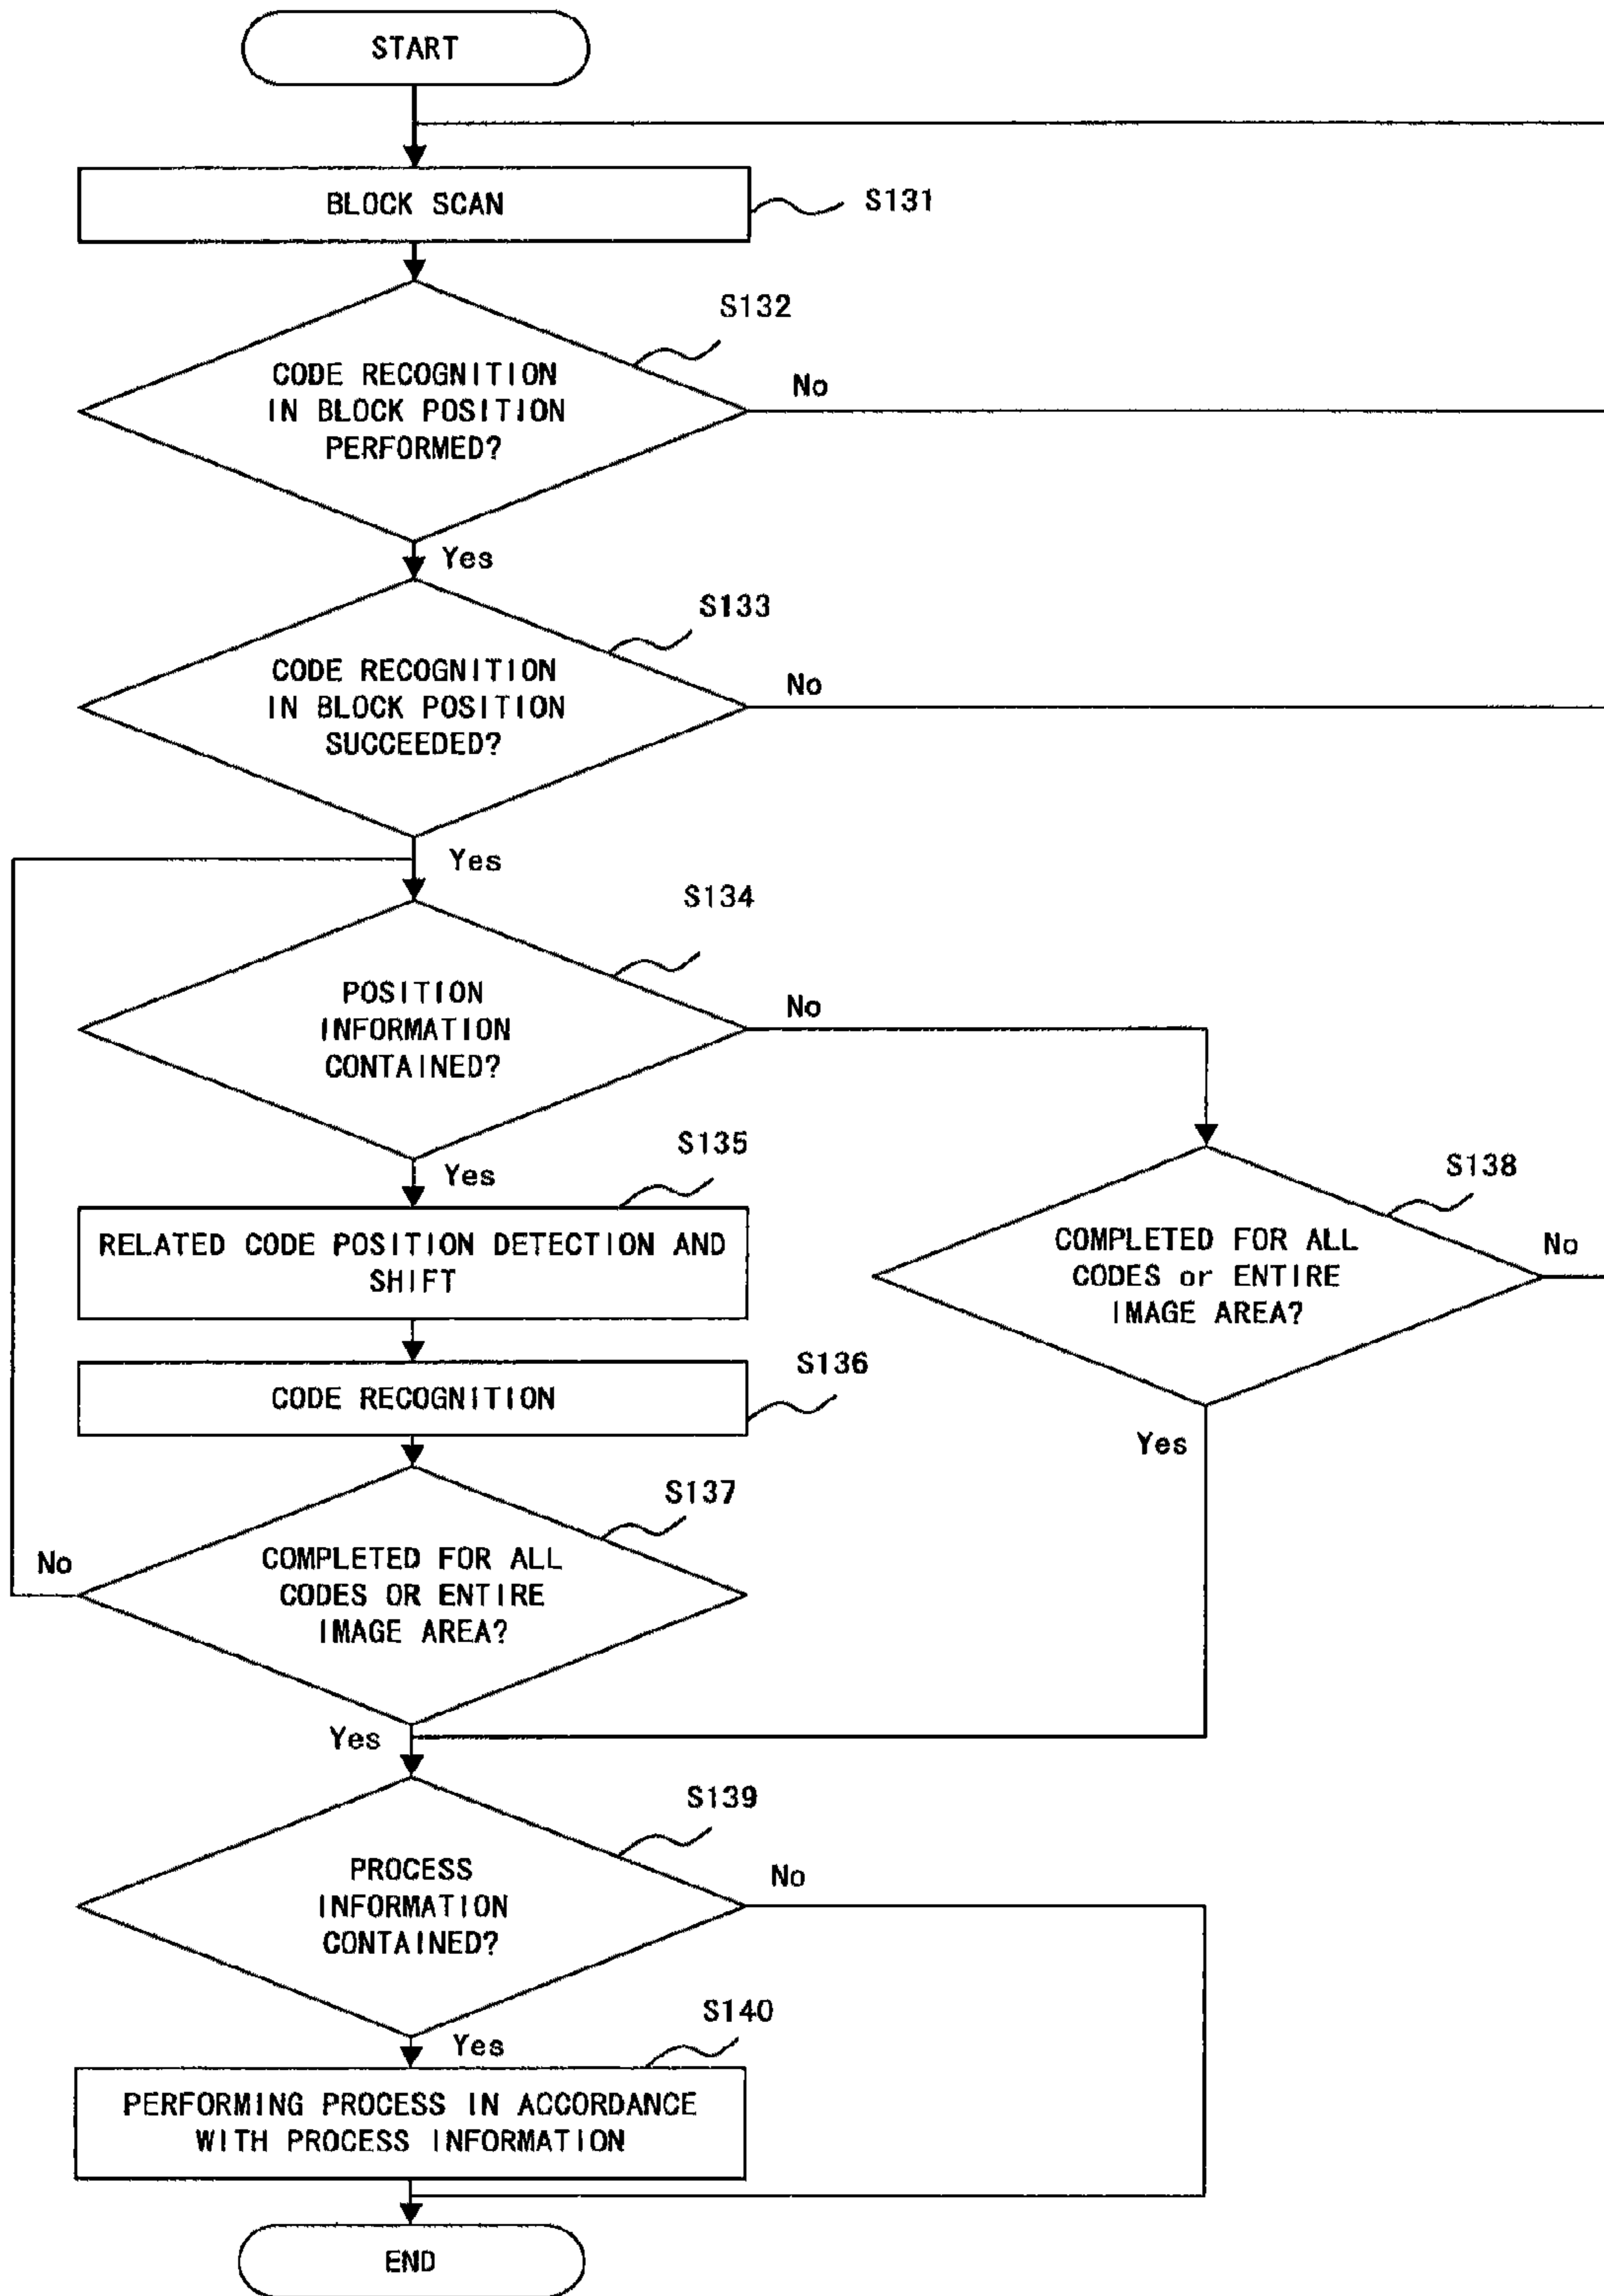 START
BLOCK SCAN
S131
S132
CODE RECOGNITION
IN BLOCK POSITION
PERFORMED?
No
Yes
S133
CODE RECOGNITION
IN BLOCK POSITION
SUCCEEDED?
No
Yes
S134
POSITION
INFORMATION
CONTAINED?
No
Yes
S135
RELATED CODE POSITION DETECTION AND
SHIFT
S138
COMPLETED FOR ALL
CODES or ENTIRE
IMAGE AREA?
No
Yes
S136
CODE RECOGNITION
S137
COMPLETED FOR ALL
CODES OR ENTIRE
IMAGE AREA?
No
Yes
S139
PROCESS
INFORMATION
CONTAINED?
No
Yes
S140
PERFORMING PROCESS IN ACCORDANCE
WITH PROCESS INFORMATION
END